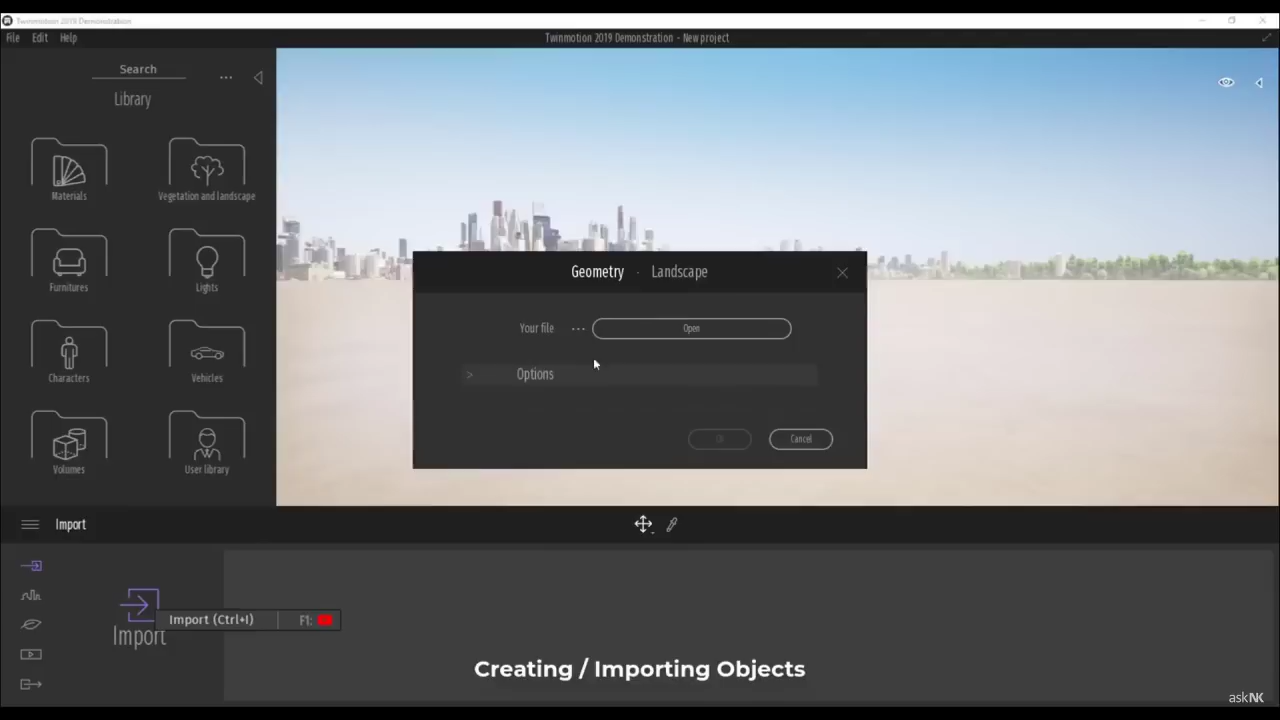 Twinmotion 2019 Demonstration
File Edit Help
Twinmotion 2019 Demonstration - New project
Search
Library
Materials
Vegetation and landscape
Furnitures
Lights
Characters
Vehicles
Volumes
User library
Geometry · Landscape
Your file ... Open
> Options
Cancel
Import
Import (Ctrl+I) F1:
Import
Creating / Importing Objects
askNK